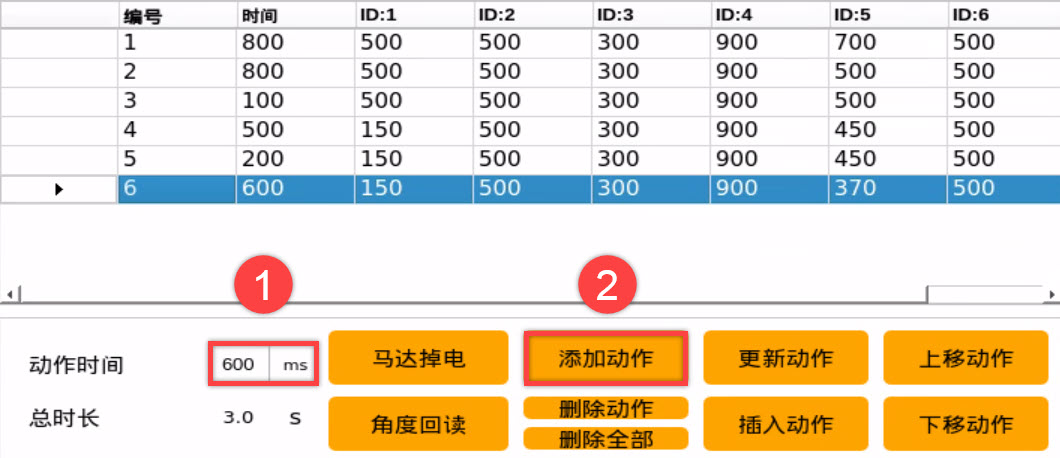 编号 时间 ID:1 ID:2 ID:3 ID:4 ID:5 ID:6
1 800 500 500 300 900 700 500
2 800 500 500 300 900 500 500
3 100 500 500 300 900 500 500
4 500 150 500 300 900 450 500
5 200 150 500 300 900 450 500
6 600 150 500 300 900 370 500
1 2
动作时间 600 ms 马达掉电 添加动作 更新动作 上移动作
总时长 3.0 S 角度回读 删除动作 插入动作 下移动作
删除全部